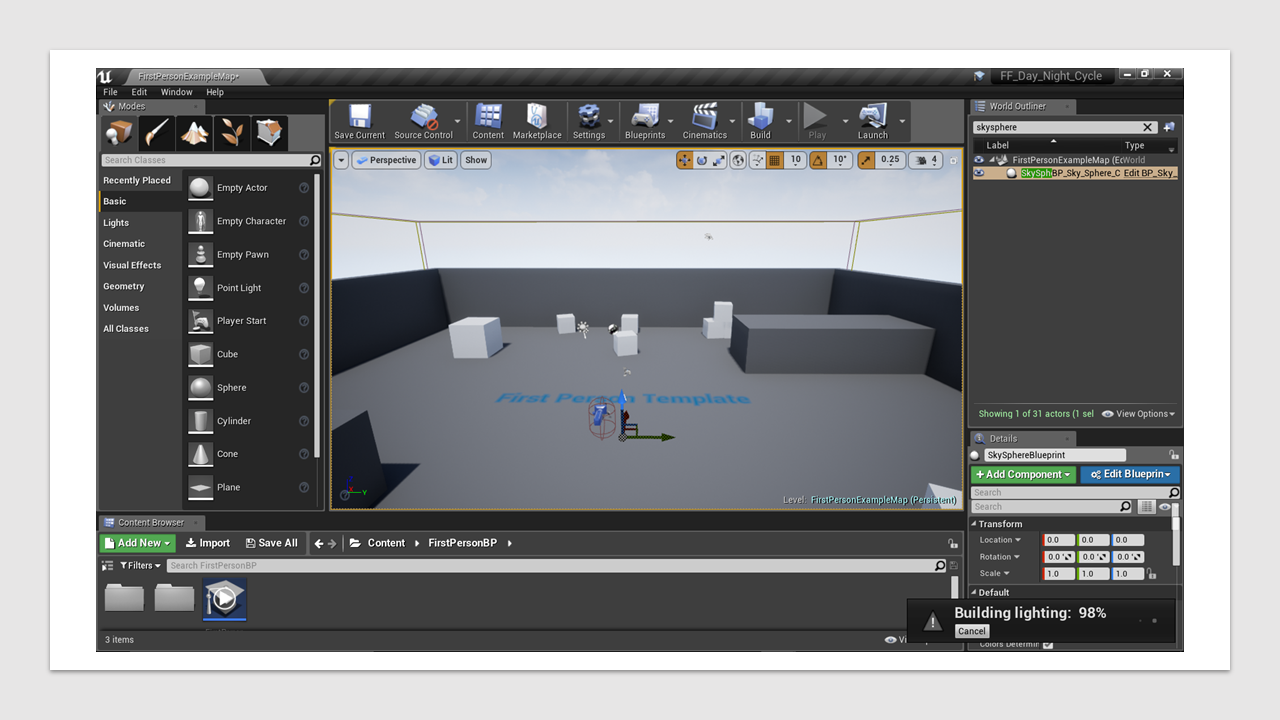 FirstPersonExampleMap*
FF_Day_Night_Cycle
File Edit Window Help
Modes
Search Classes
Recently Placed
Basic
Lights
Cinematic
Visual Effects
Geometry
Volumes
All Classes
Empty Actor
Empty Character
Empty Pawn
Point Light
Player Start
Cube
Sphere
Cylinder
Cone
Plane
Save Current
Source Control
Content
Marketplace
Settings
Blueprints
Cinematics
Build
Play
Launch
Perspective
Lit
Show
10
10°
0.25
4
First Person Template
Y
Level: FirstPersonExampleMap (Persistent)
World Outliner
skysphere
Label Type
FirstPersonExampleMap (Ec World
SkySph BP_Sky_Sphere_C Edit BP_Sky_
Showing 1 of 31 actors (1 sel
View Options
Details
SkySphereBlueprint
+ Add Component
Edit Blueprin
Search
Search
Transform
Location 0.0 0.0 0.0
Rotation 0.0 ° 0.0 ° 0.0 °
Scale 1.0 1.0 1.0
Default
Building lighting: 98%
Cancel
Colors Determin
Content Browser
Add New
Import
Save All
Content
FirstPersonBP
Filters
Search FirstPersonBP
3 items